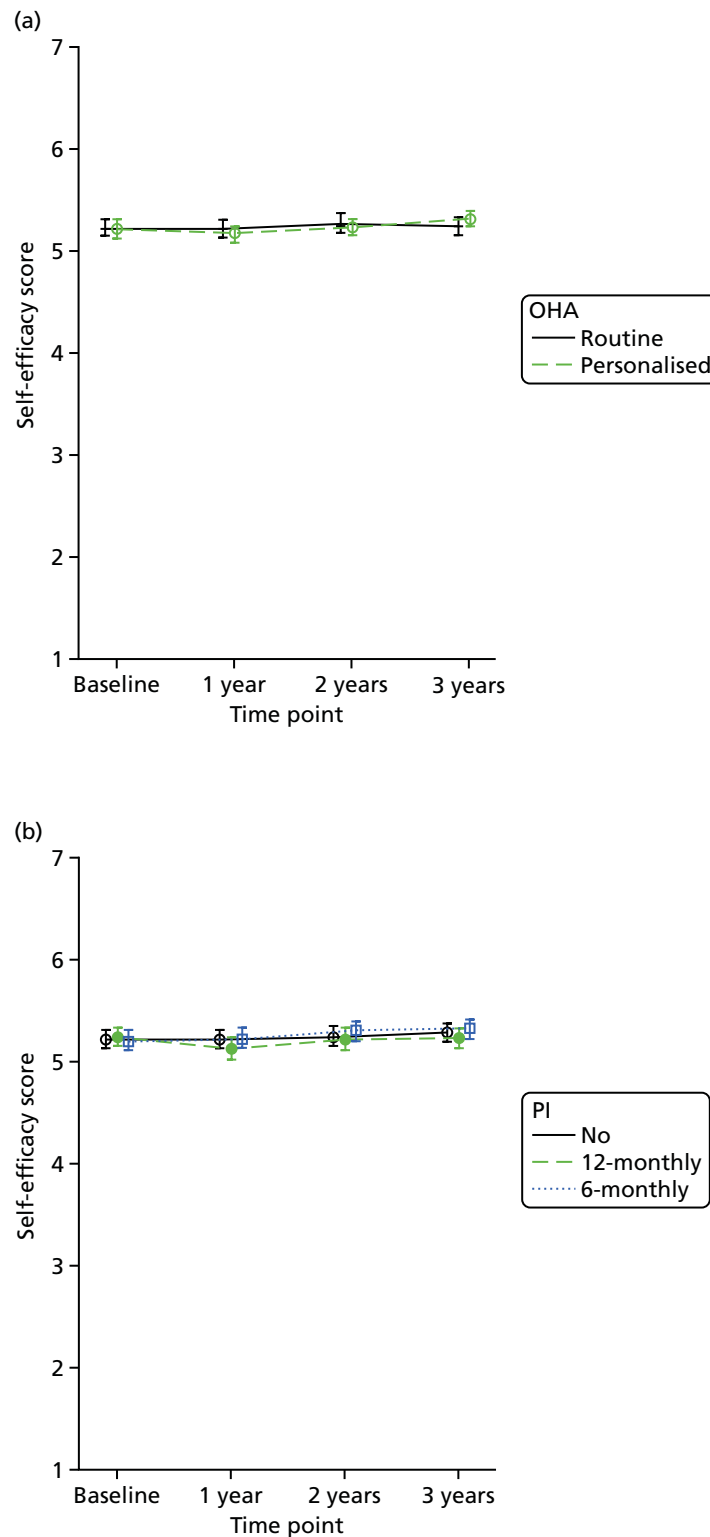 (a)
7
6
5
4
3
2
1
Self-efficacy score
Baseline 1 year 2 years 3 years
Time point
OHA
Routine
Personalised
(b)
7
6
5
4
3
2
1
Self-efficacy score
Baseline 1 year 2 years 3 years
Time point
PI
No
12-monthly
6-monthly